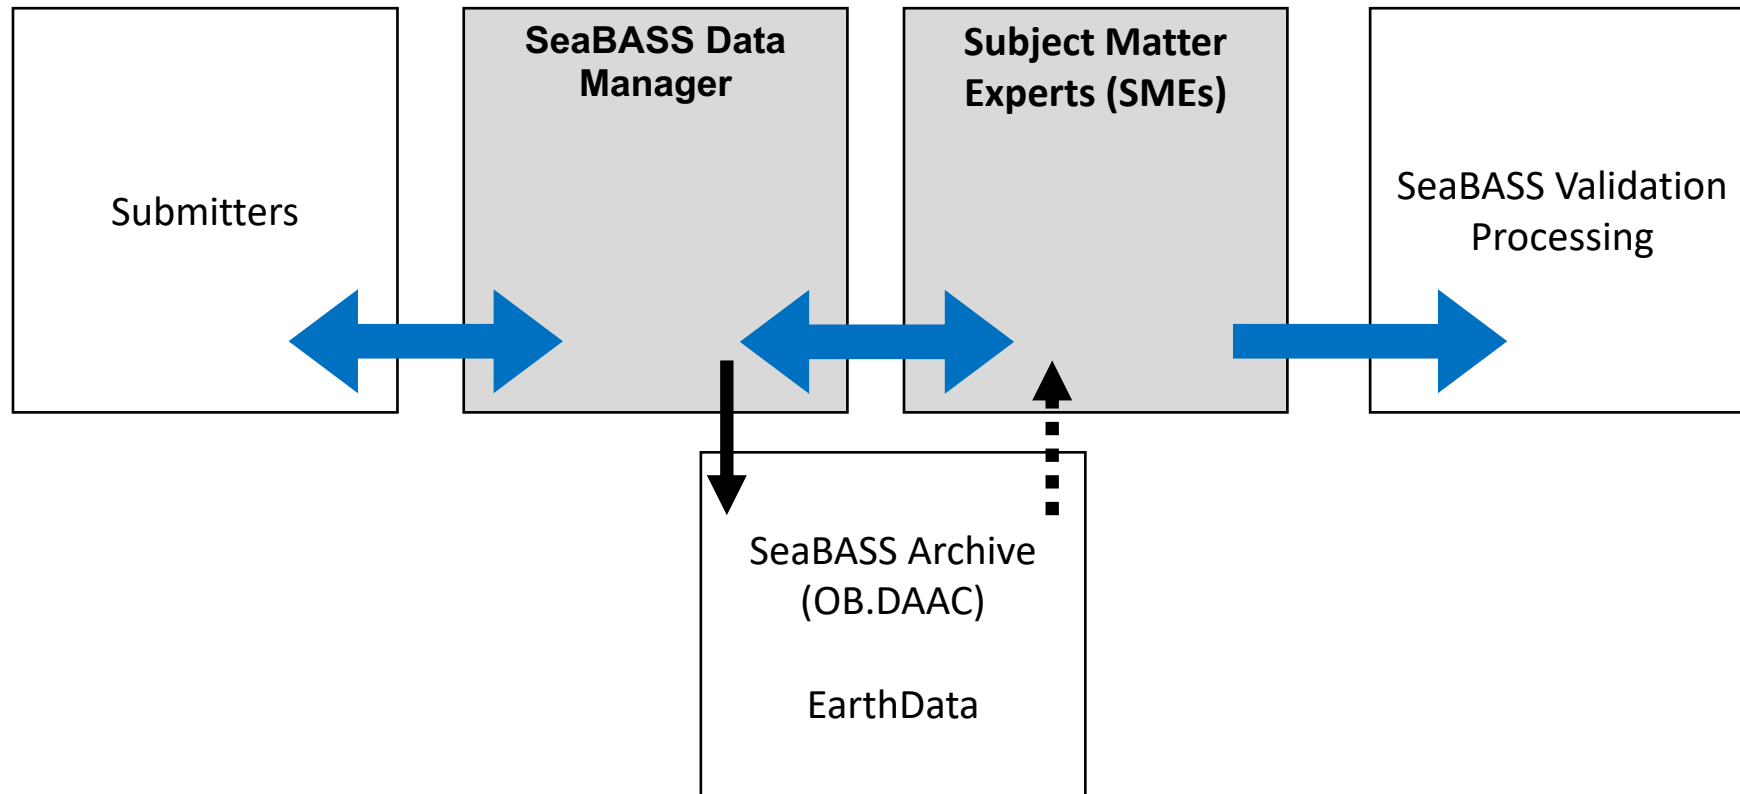 Submitters
SeaBASS Data
Manager
Subject Matter
Experts (SMEs)
SeaBASS Validation
Processing
SeaBASS Archive
(OB.DAAC)
EarthData